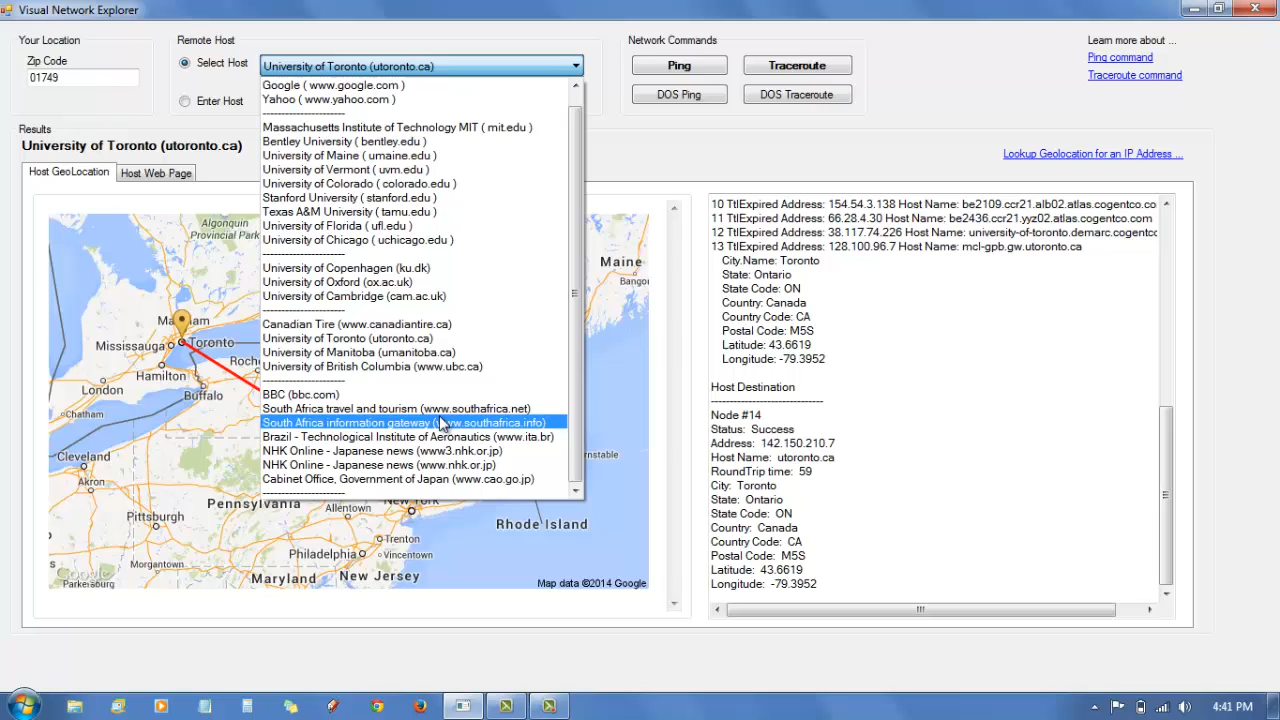 Visual Network Explorer
Your Location
Zip Code
01749
Remote Host
Select Host
Enter Host
University of Toronto (utoronto.ca)
Google ( www.google.com )
Yahoo ( www.yahoo.com )
----------------------
Massachusetts Institute of Technology MIT ( mit.edu )
Bentley University ( bentley.edu )
University of Maine ( umaine.edu )
University of Vermont ( uvm.edu )
University of Colorado ( colorado.edu )
Stanford University ( stanford.edu )
Texas A&M University ( tamu.edu )
University of Florida ( ufl.edu )
University of Chicago ( uchicago.edu )
----------------------
University of Copenhagen (ku.dk)
University of Oxford (ox.ac.uk)
University of Cambridge (cam.ac.uk)
----------------------
Canadian Tire (www.canadiantire.ca)
University of Toronto (utoronto.ca)
University of Manitoba (umanitoba.ca)
University of British Columbia (www.ubc.ca)
----------------------
BBC (bbc.com)
South Africa travel and tourism (www.southafrica.net)
South Africa information gateway (www.southafrica.info)
Brazil - Technological Institute of Aeronautics (www.ita.br)
NHK Online - Japanese news (www3.nhk.or.jp)
NHK Online - Japanese news (www.nhk.or.jp)
Cabinet Office, Government of Japan (www.cao.go.jp)
----------------------
Network Commands
Ping
Traceroute
DOS Ping
DOS Traceroute
Learn more about ...
Ping command
Traceroute command
Results
University of Toronto (utoronto.ca)
Lookup Geolocation for an IP Address ...
Host GeoLocation
Host Web Page
Algonquin
Provincial Park
Maine
Toronto
Mississauga
Hamilton
London
Buffalo
Chatham
Cleveland
Akron
Pennsylvania
Allentown
New York
Pittsburgh
Rhode Island
Trenton
Philadelphia
Vincentown
Morgantown
Parkersburg
Maryland
New Jersey
Map data ©2014 Google
10 TtlExpired Address: 154.54.3.138 Host Name: be2109.ccr21.alb02.atlas.cogentco.co
11 TtlExpired Address: 66.28.4.30 Host Name: be2436.ccr21.yyz02.atlas.cogentco.com
12 TtlExpired Address: 38.117.74.226 Host Name: university-of-toronto.demarc.cogentco
13 TtlExpired Address: 128.100.96.7 Host Name: mcl-gpb.gw.utoronto.ca
City.Name: Toronto
State: Ontario
State Code: ON
Country: Canada
Country Code: CA
Postal Code: M5S
Latitude: 43.6619
Longitude: -79.3952
Host Destination
-----------------------------
Node #14
Status: Success
Address: 142.150.210.7
Host Name: utoronto.ca
RoundTrip time: 59
City: Toronto
State: Ontario
State Code: ON
Country: Canada
Country Code: CA
Postal Code: M5S
Latitude: 43.6619
Longitude: -79.3952
4:41 PM